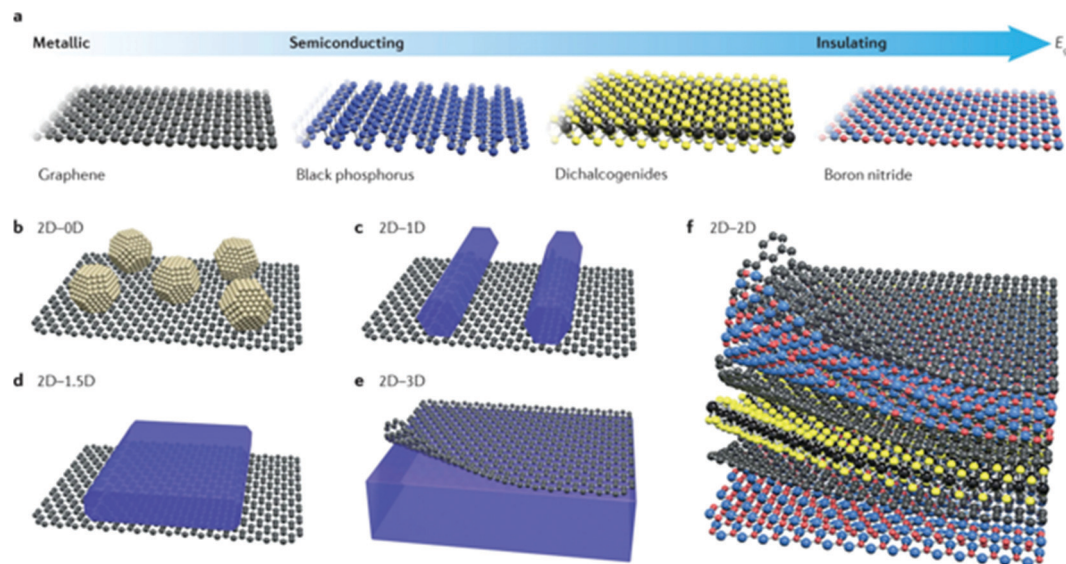 a
Metallic Semiconducting Insulating E
Graphene Black phosphorus Dichalcogenides Boron nitride
b 2D–0D c 2D–1D f 2D–2D
d 2D–1.5D e 2D–3D